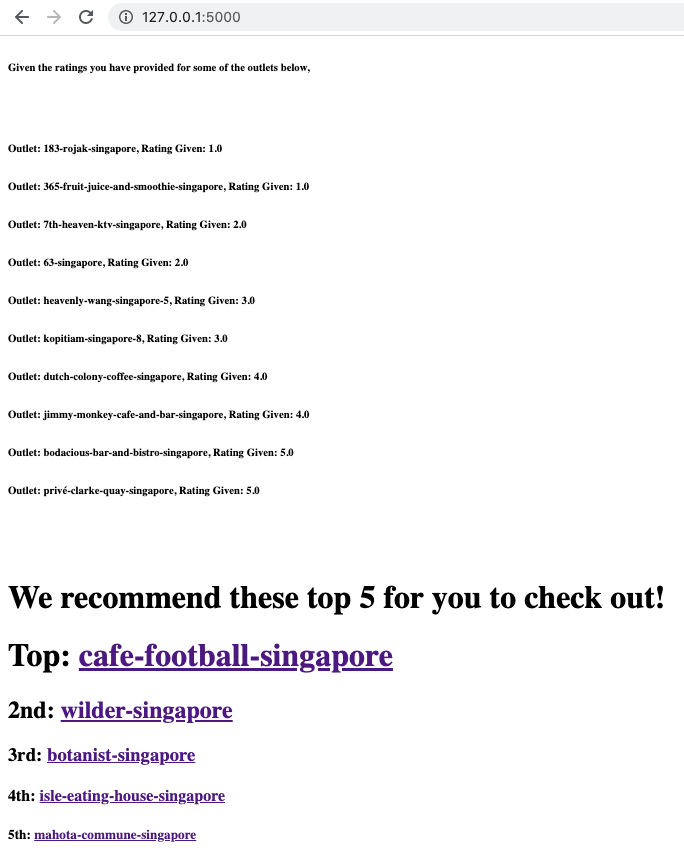 127.0.0.1:5000
Given the ratings you have provided for some of the outlets below,
Outlet: 183-rojak-singapore, Rating Given: 1.0
Outlet: 365-fruit-juice-and-smoothie-singapore, Rating Given: 1.0
Outlet: 7th-heaven-ktv-singapore, Rating Given: 2.0
Outlet: 63-singapore, Rating Given: 2.0
Outlet: heavenly-wang-singapore-5, Rating Given: 3.0
Outlet: kopitiam-singapore-8, Rating Given: 3.0
Outlet: dutch-colony-coffee-singapore, Rating Given: 4.0
Outlet: jimmy-monkey-cafe-and-bar-singapore, Rating Given: 4.0
Outlet: bodacious-bar-and-bistro-singapore, Rating Given: 5.0
Outlet: privé-clarke-quay-singapore, Rating Given: 5.0
We recommend these top 5 for you to check out!
Top: cafe-football-singapore
2nd: wilder-singapore
3rd: botanist-singapore
4th: isle-eating-house-singapore
5th: mahota-commune-singapore